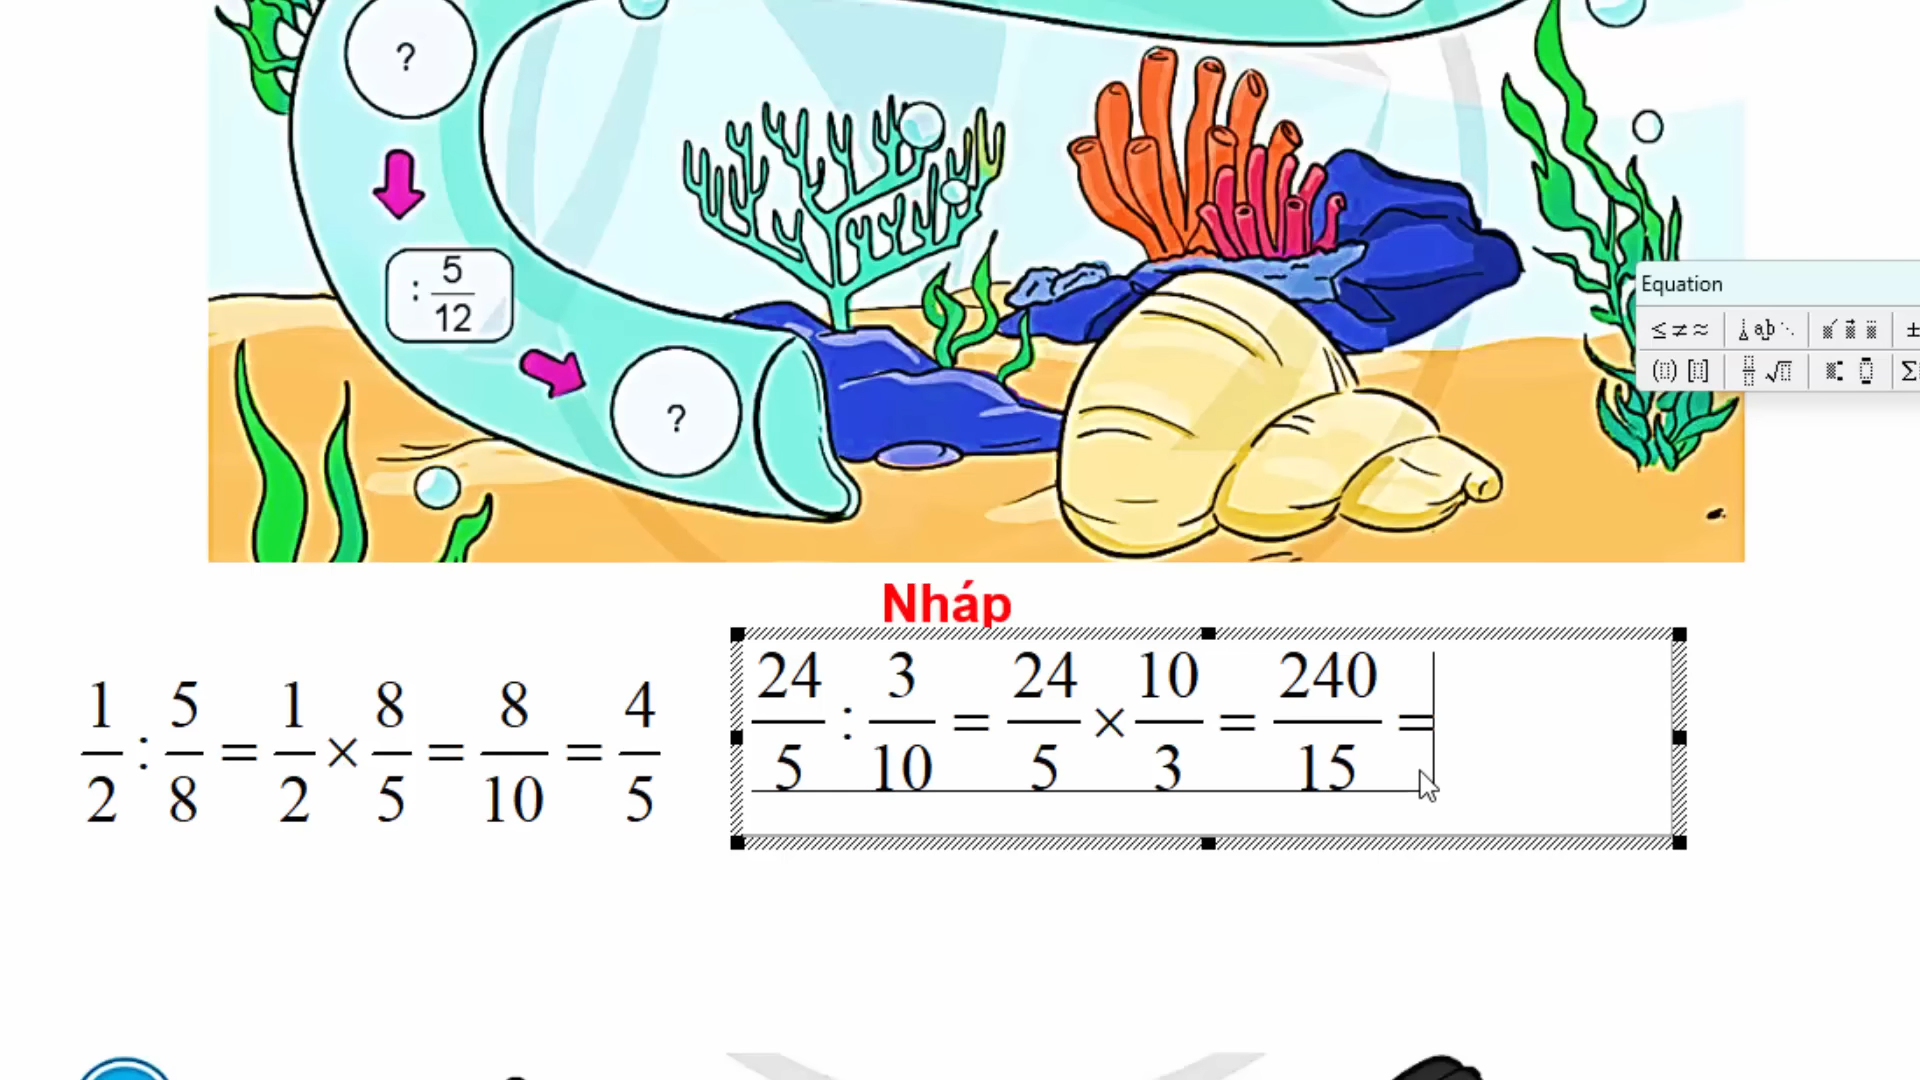 ?
: 5/12
?
Equation
Nháp
1/2 : 5/8 = 1/2 × 8/5 = 8/10 = 4/5
24/5 : 3/10 = 24/5 × 10/3 = 240/15 =